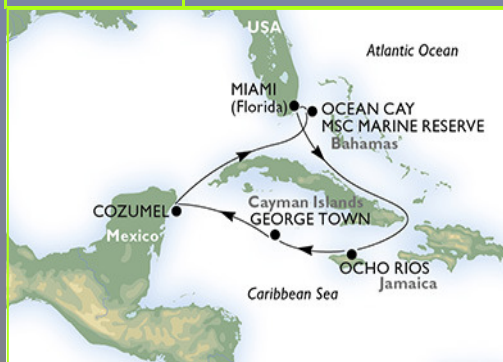 USA
Atlantic Ocean
MIAMI
(Florida)
OCEAN CAY
MSC MARINE RESERVE
Bahamas
Cayman Islands
GEORGE TOWN
COZUMEL
Mexico
OCHO RIOS
Jamaica
Caribbean Sea